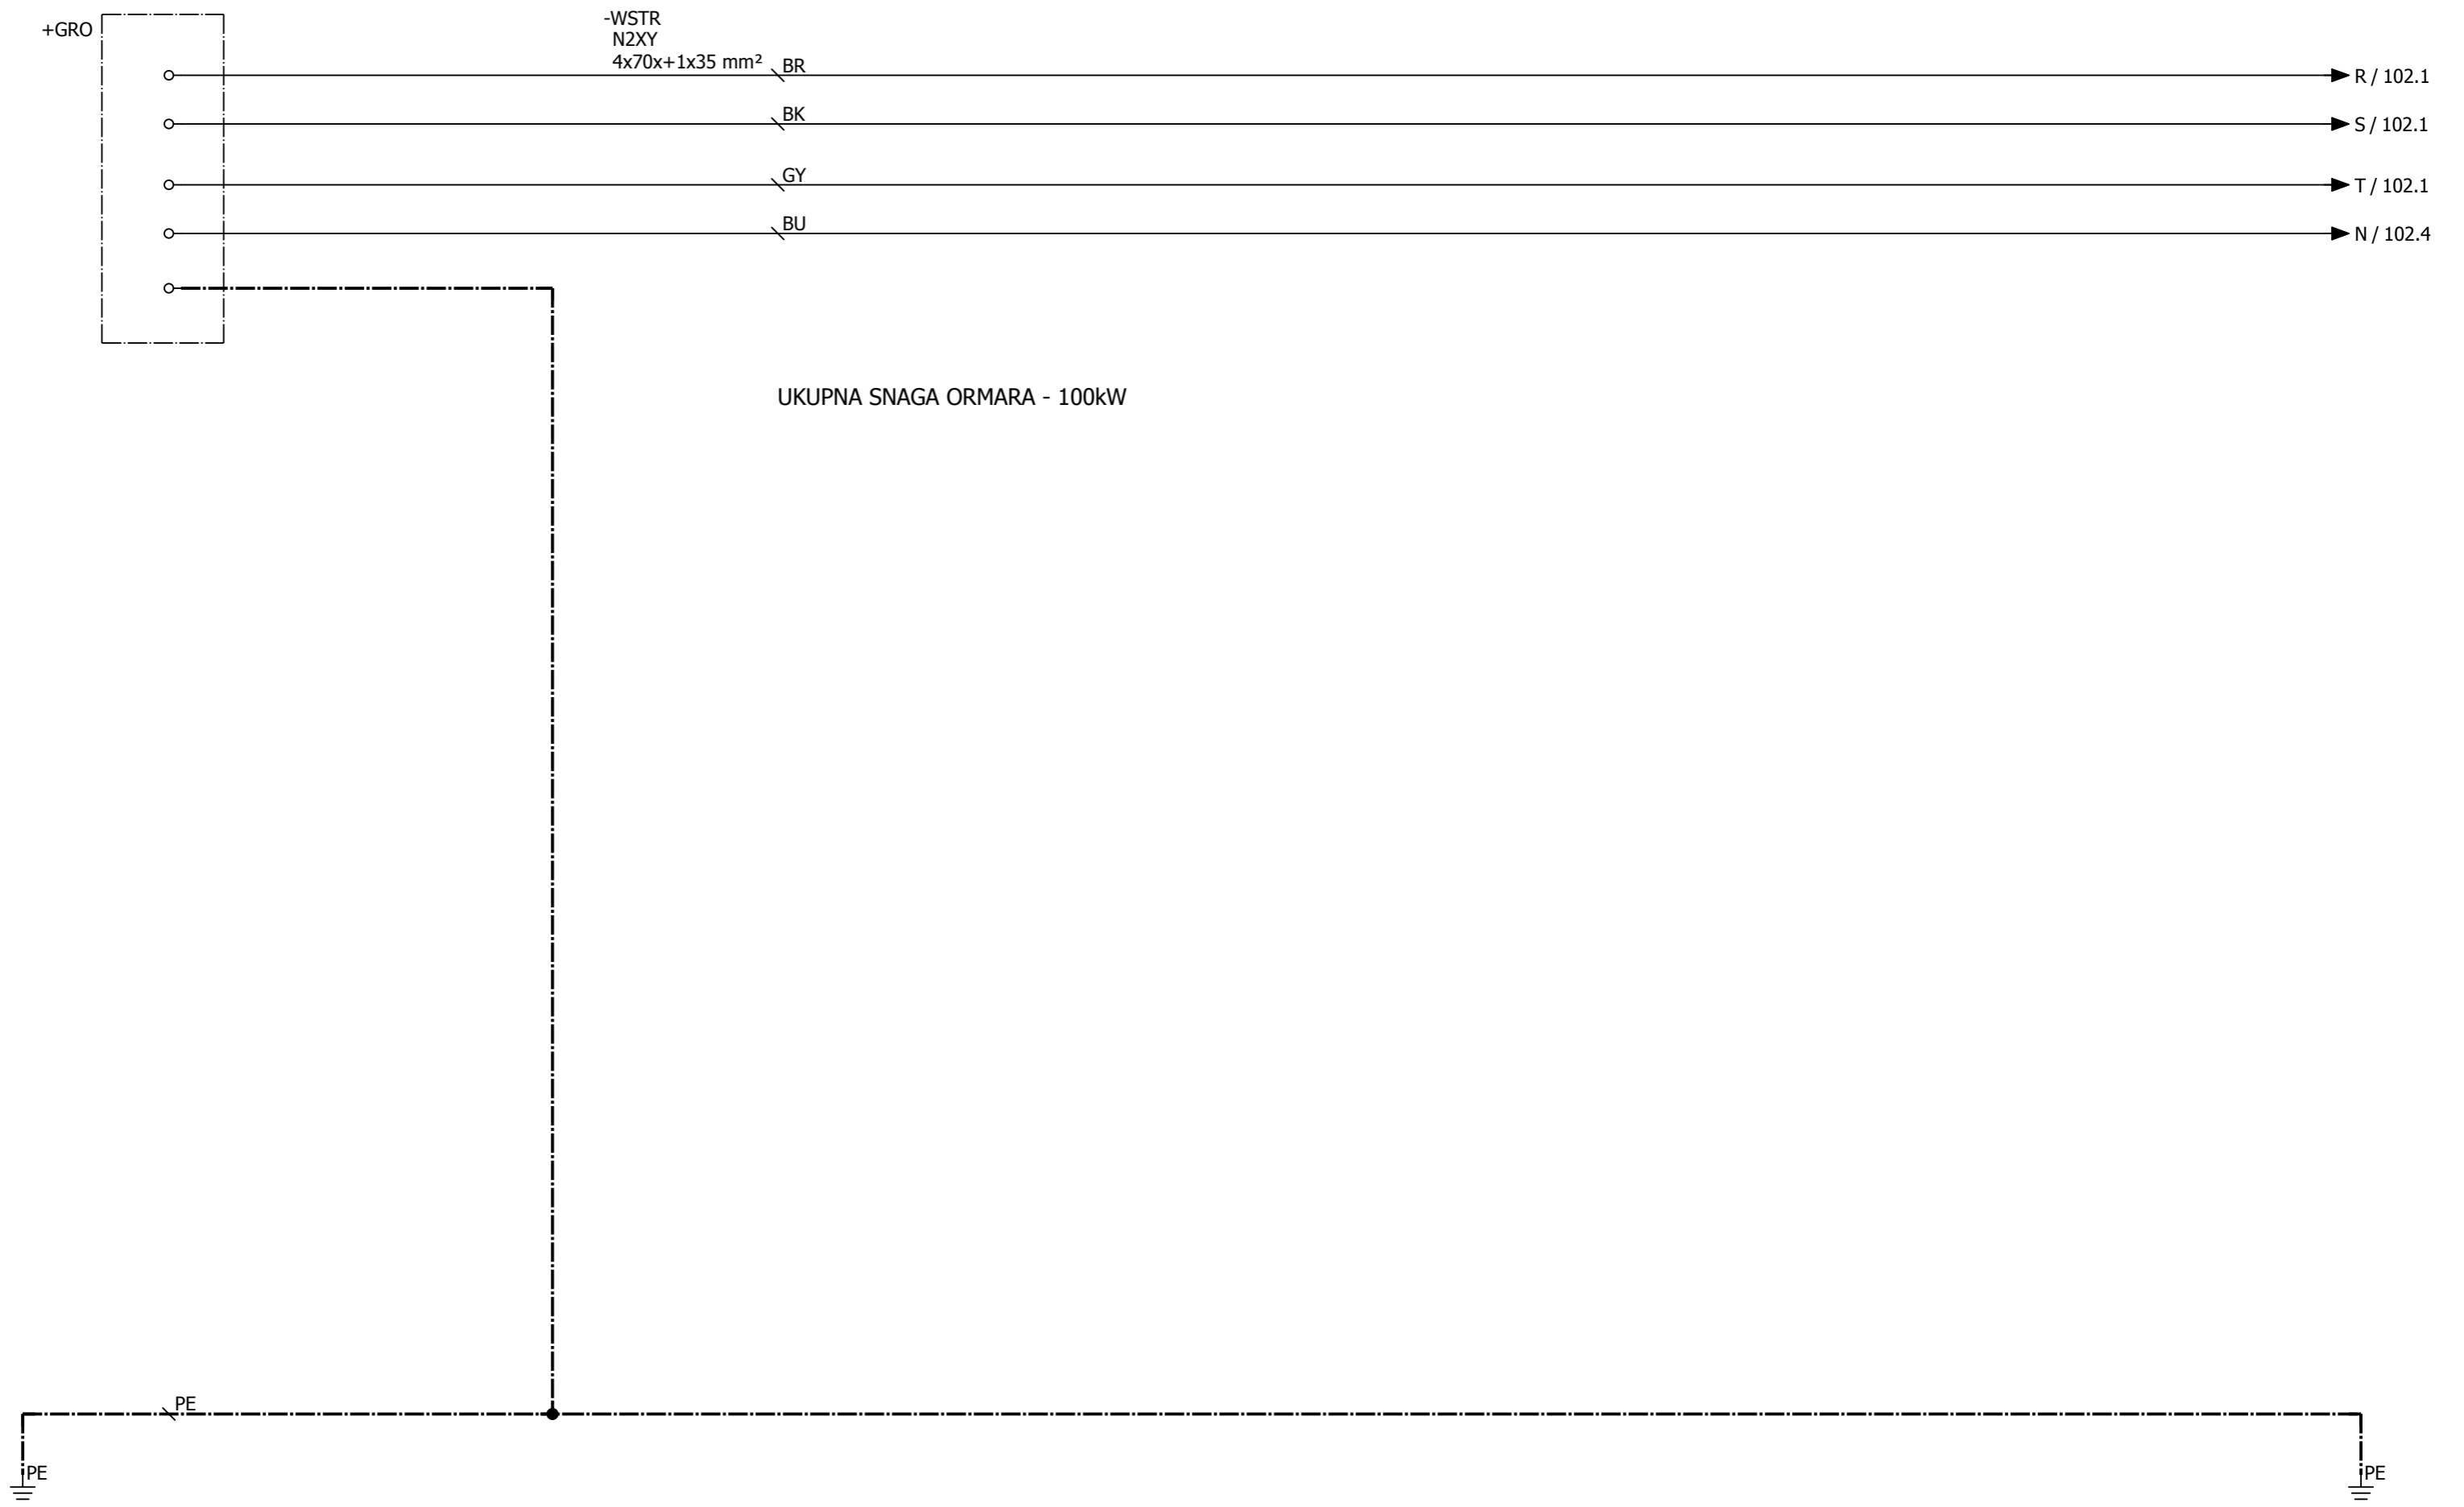 +GRO
-WSTR
N2XY
4x70x+1x35 mm²
BR
R / 102.1
BK
S / 102.1
GY
T / 102.1
BU
N / 102.4
UKUPNA SNAGA ORMARA - 100kW
PE
PE
PE